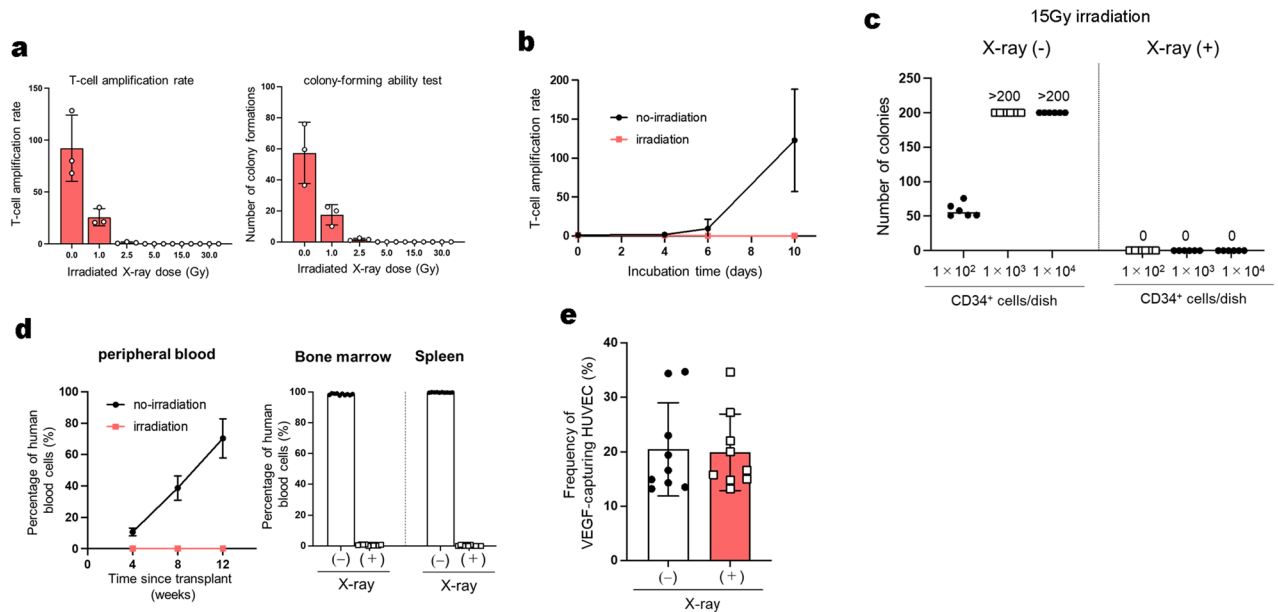 a
T-cell amplification rate
T-cell amplification rate
150
100
50
0
0.0 1.0 2.5 5.0 15.0 30.0
Irradiated X-ray dose (Gy)
colony-forming ability test
Number of colony formations
100
80
60
40
20
0
0.0 1.0 2.5 5.0 15.0 30.0
Irradiated X-ray dose (Gy)
b
T-cell amplification rate
200
150
100
50
0
no-irradiation
irradiation
0 2 4 6 8 10
Incubation time (days)
c
15Gy irradiation
X-ray (-) X-ray (+)
Number of colonies
250
200
150
100
50
0
>200 >200
0 0 0
1 × 10² 1 × 10³ 1 × 10⁴
CD34⁺ cells/dish
1 × 10² 1 × 10³ 1 × 10⁴
CD34⁺ cells/dish
d
peripheral blood
Percentage of human
blood cells (%)
100
80
60
40
20
0
no-irradiation
irradiation
0 4 8 12
Time since transplant
(weeks)
Bone marrow Spleen
Percentage of human
blood cells (%)
100
80
60
40
20
0
(−) (+) (−) (+)
X-ray X-ray
e
Frequency of
VEGF-capturing HUVEC (%)
40
30
20
10
0
(−) (+)
X-ray